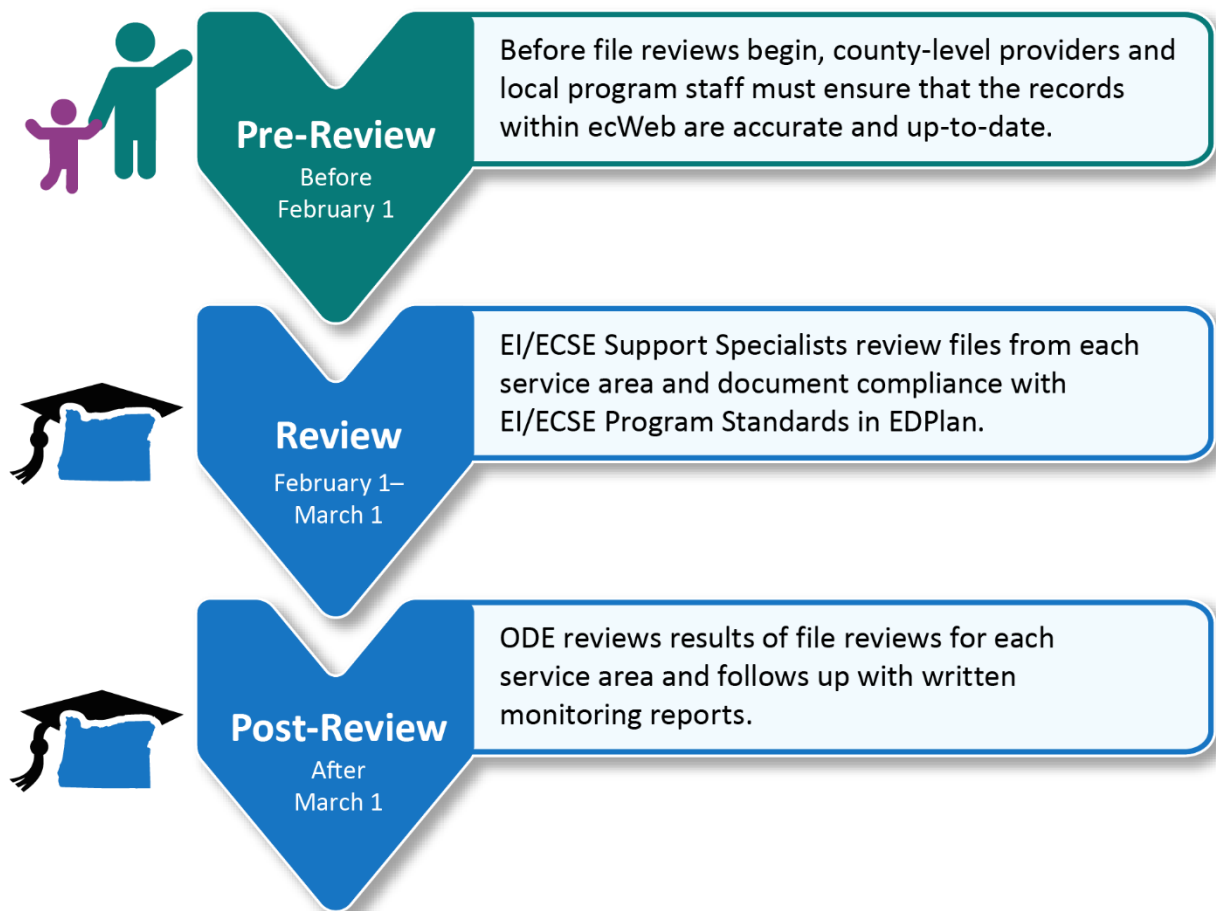 Pre-Review
Before
February 1
Before file reviews begin, county-level providers and
local program staff must ensure that the records
within ecWeb are accurate and up-to-date.
Review
February 1–
March 1
EI/ECSE Support Specialists review files from each
service area and document compliance with
EI/ECSE Program Standards in EDPlan.
Post-Review
After
March 1
ODE reviews results of file reviews for each
service area and follows up with written
monitoring reports.